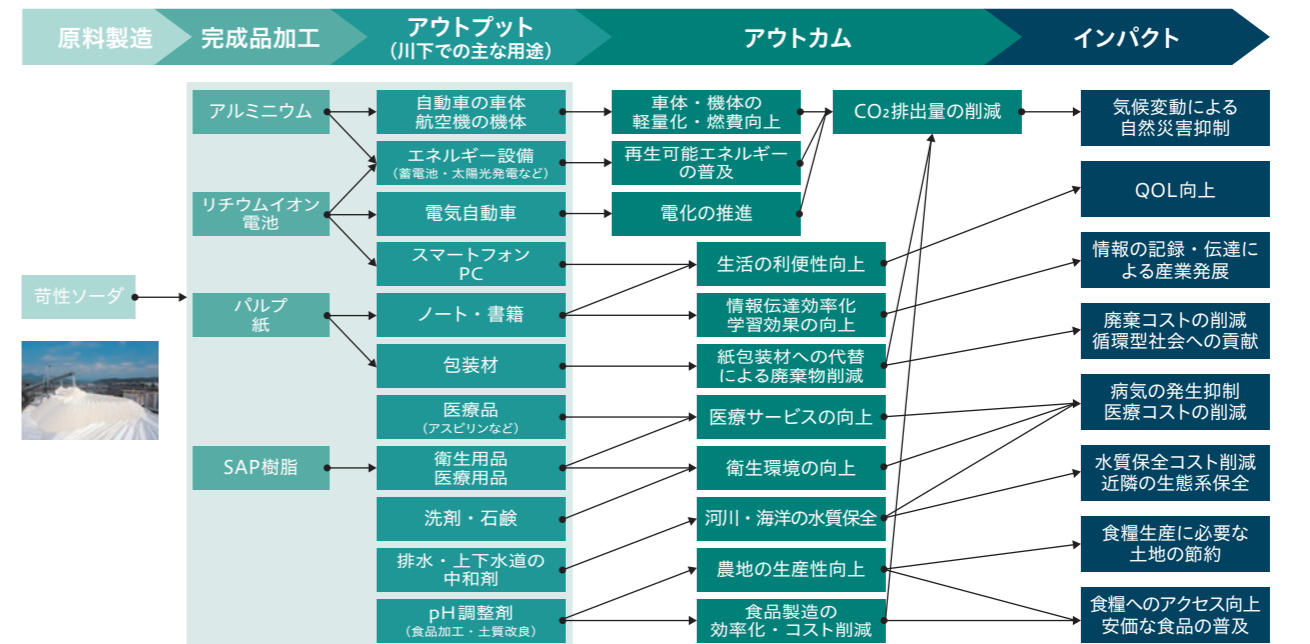 原料製造
完成品加工
アウトプット
（川下での主な用途）
アウトカム
インパクト
苛性ソーダ
アルミニウム
リチウムイオン
電池
パルプ
紙
SAP樹脂
自動車の車体
航空機の機体
エネルギー設備
（蓄電池・太陽光発電など）
電気自動車
スマートフォン
PC
ノート・書籍
包装材
医療品
（アスピリンなど）
衛生用品
医療用品
洗剤・石鹸
排水・上下水道の
中和剤
pH調整剤
（食品加工・土質改良）
車体・機体の
軽量化・燃費向上
再生可能エネルギー
の普及
電化の推進
CO₂排出量の削減
生活の利便性向上
情報伝達効率化
学習効果の向上
紙包装材への代替
による廃棄物削減
医療サービスの向上
衛生環境の向上
河川・海洋の水質保全
農地の生産性向上
食品製造の
効率化・コスト削減
気候変動による
自然災害抑制
QOL向上
情報の記録・伝達に
よる産業発展
廃棄コストの削減
循環型社会への貢献
病気の発生抑制
医療コストの削減
水質保全コスト削減
近隣の生態系保全
食糧生産に必要な
土地の節約
食糧へのアクセス向上
安価な食品の普及